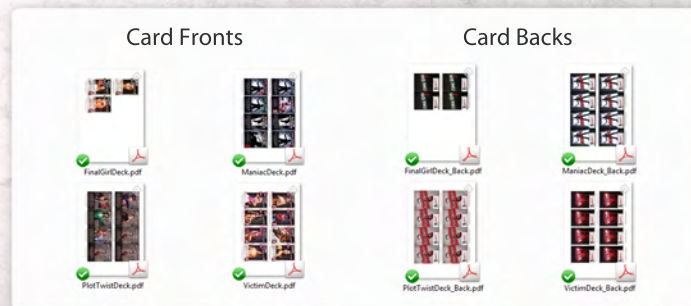 Card Fronts
Card Backs
FinalGirlDeck.pdf
ManiacDeck.pdf
FinalGirlDeck_Back.pdf
ManiacDeck_Back.pdf
PlotTwistDeck.pdf
VictimDeck.pdf
PlotTwistDeck_Back.pdf
VictimDeck_Back.pdf